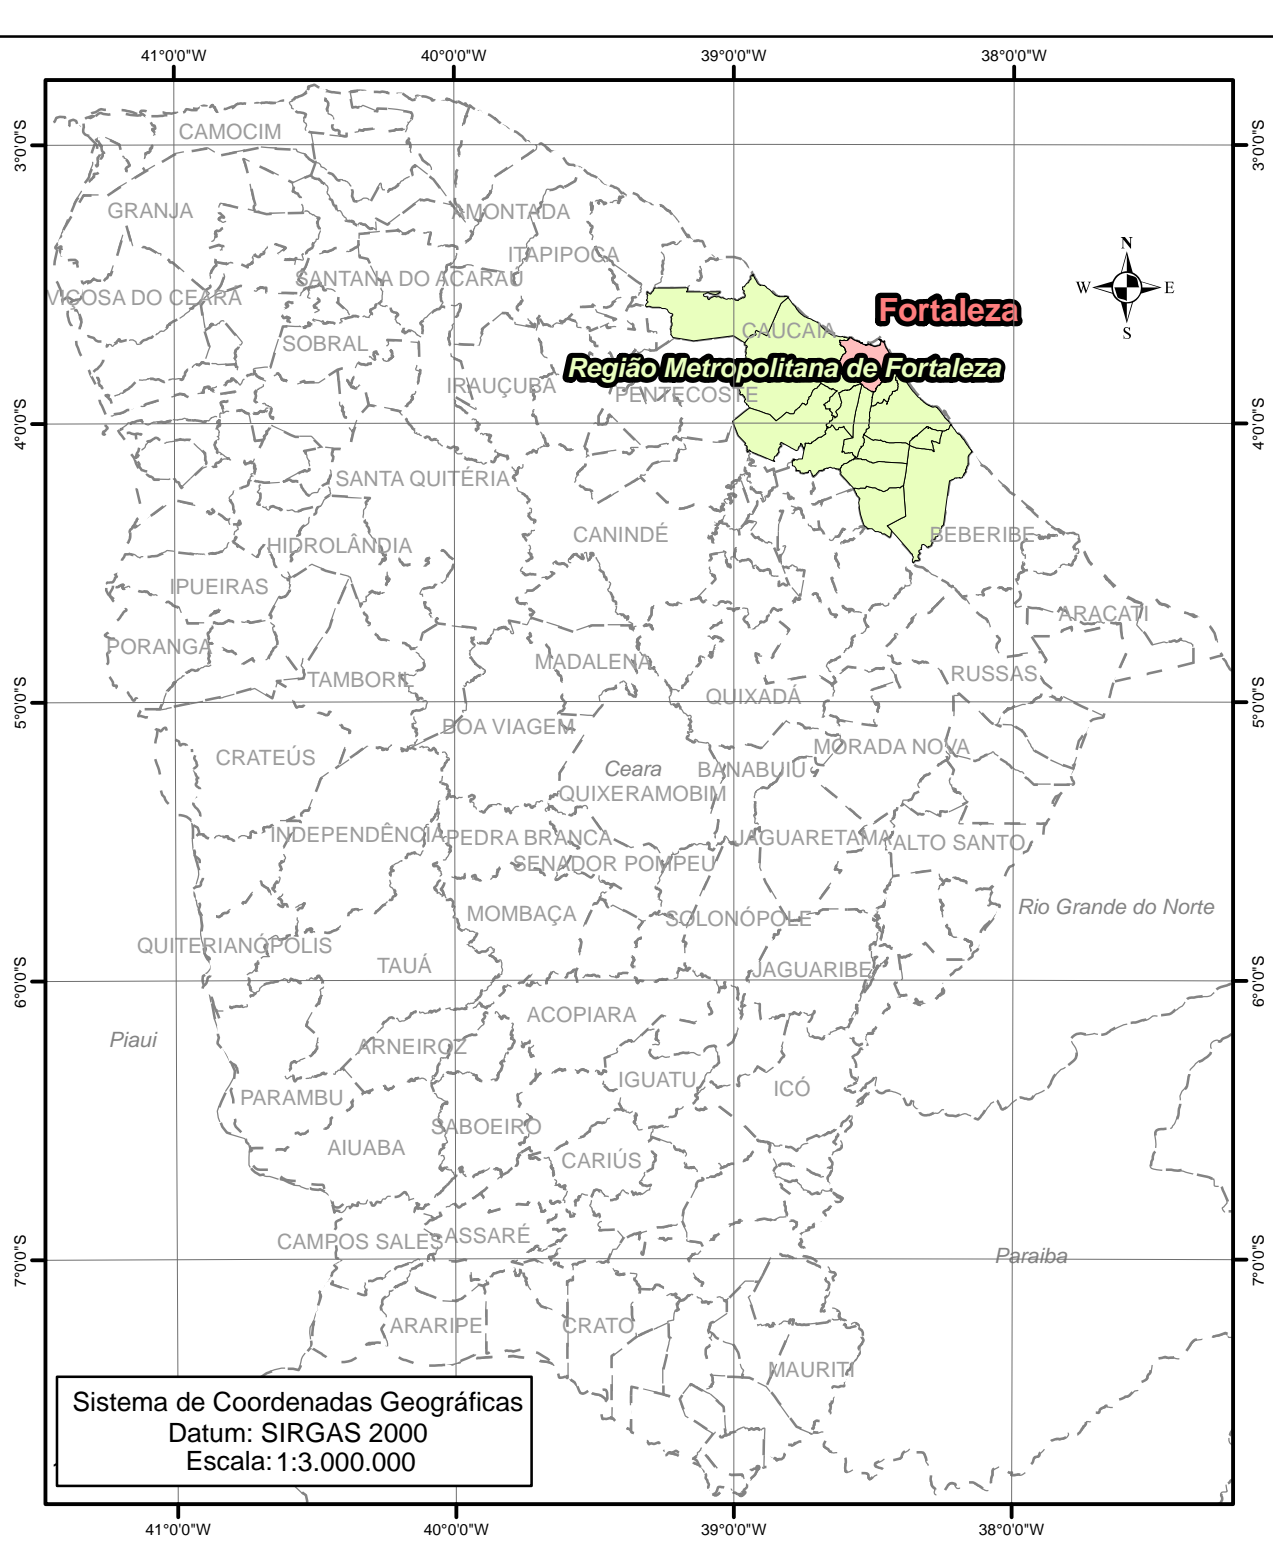 41°0'0"W 40°0'0"W 39°0'0"W 38°0'0"W
3°0'0"S
3°0'0"S
CAMOCIM
GRANJA
AMONTADA
ITAPIPOCA
N
W E
S
SANTANA DO ACARAÚ
VIÇOSA DO CEARÁ
Fortaleza
CAUCAIA
SOBRAL
Região Metropolitana de Fortaleza
IRAUÇUBA
PENTECOSTE
4°0'0"S
4°0'0"S
SANTA QUITÉRIA
CANINDÉ
BEBERIBE
HIDROLÂNDIA
IPUEIRAS
ARACATI
PORANGA
MADALENA
RUSSAS
TAMBORIL
QUIXADÁ
5°0'0"S
5°0'0"S
BOA VIAGEM
MORADA NOVA
CRATEÚS
Ceara
BANABUIU
QUIXERAMOBIM
INDEPENDÊNCIA
PEDRA BRANCA
JAGUARETAMA
ALTO SANTO
SENADOR POMPEU
Rio Grande do Norte
MOMBAÇA
SOLONÓPOLE
QUITERIANÓPOLIS
TAUÁ
JAGUARIBE
6°0'0"S
6°0'0"S
ACOPIARA
Piaui
ARNEIROZ
IGUATU
ICÓ
PARAMBU
SABOEIRO
AIUABA
CARIÚS
CAMPOS SALES
ASSARÉ
Paraiba
7°0'0"S
7°0'0"S
ARARIPE
CRATO
MAURITI
Sistema de Coordenadas Geográficas
Datum: SIRGAS 2000
Escala: 1:3.000.000
41°0'0"W 40°0'0"W 39°0'0"W 38°0'0"W